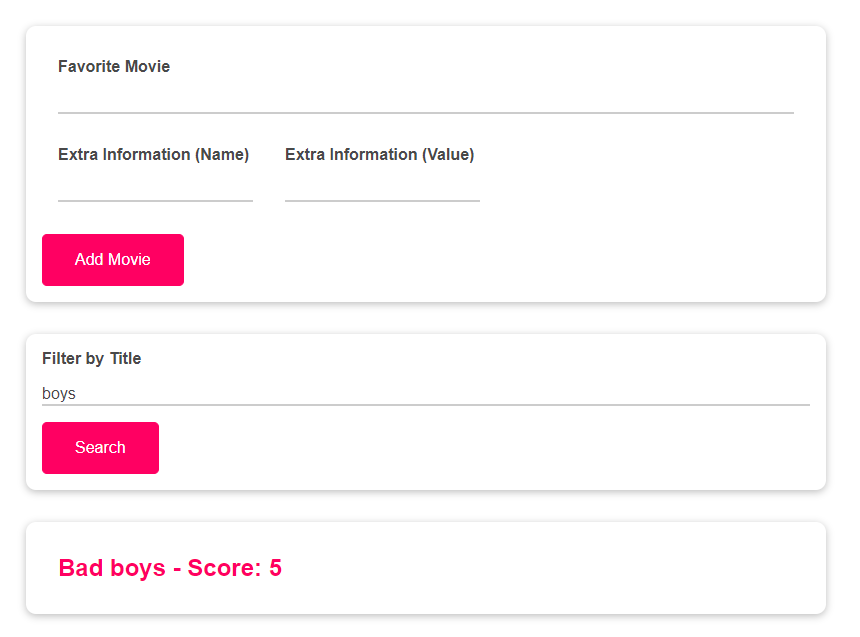 Favorite Movie
Extra Information (Name) Extra Information (Value)
Add Movie
Filter by Title
boys
Search
Bad boys - Score: 5